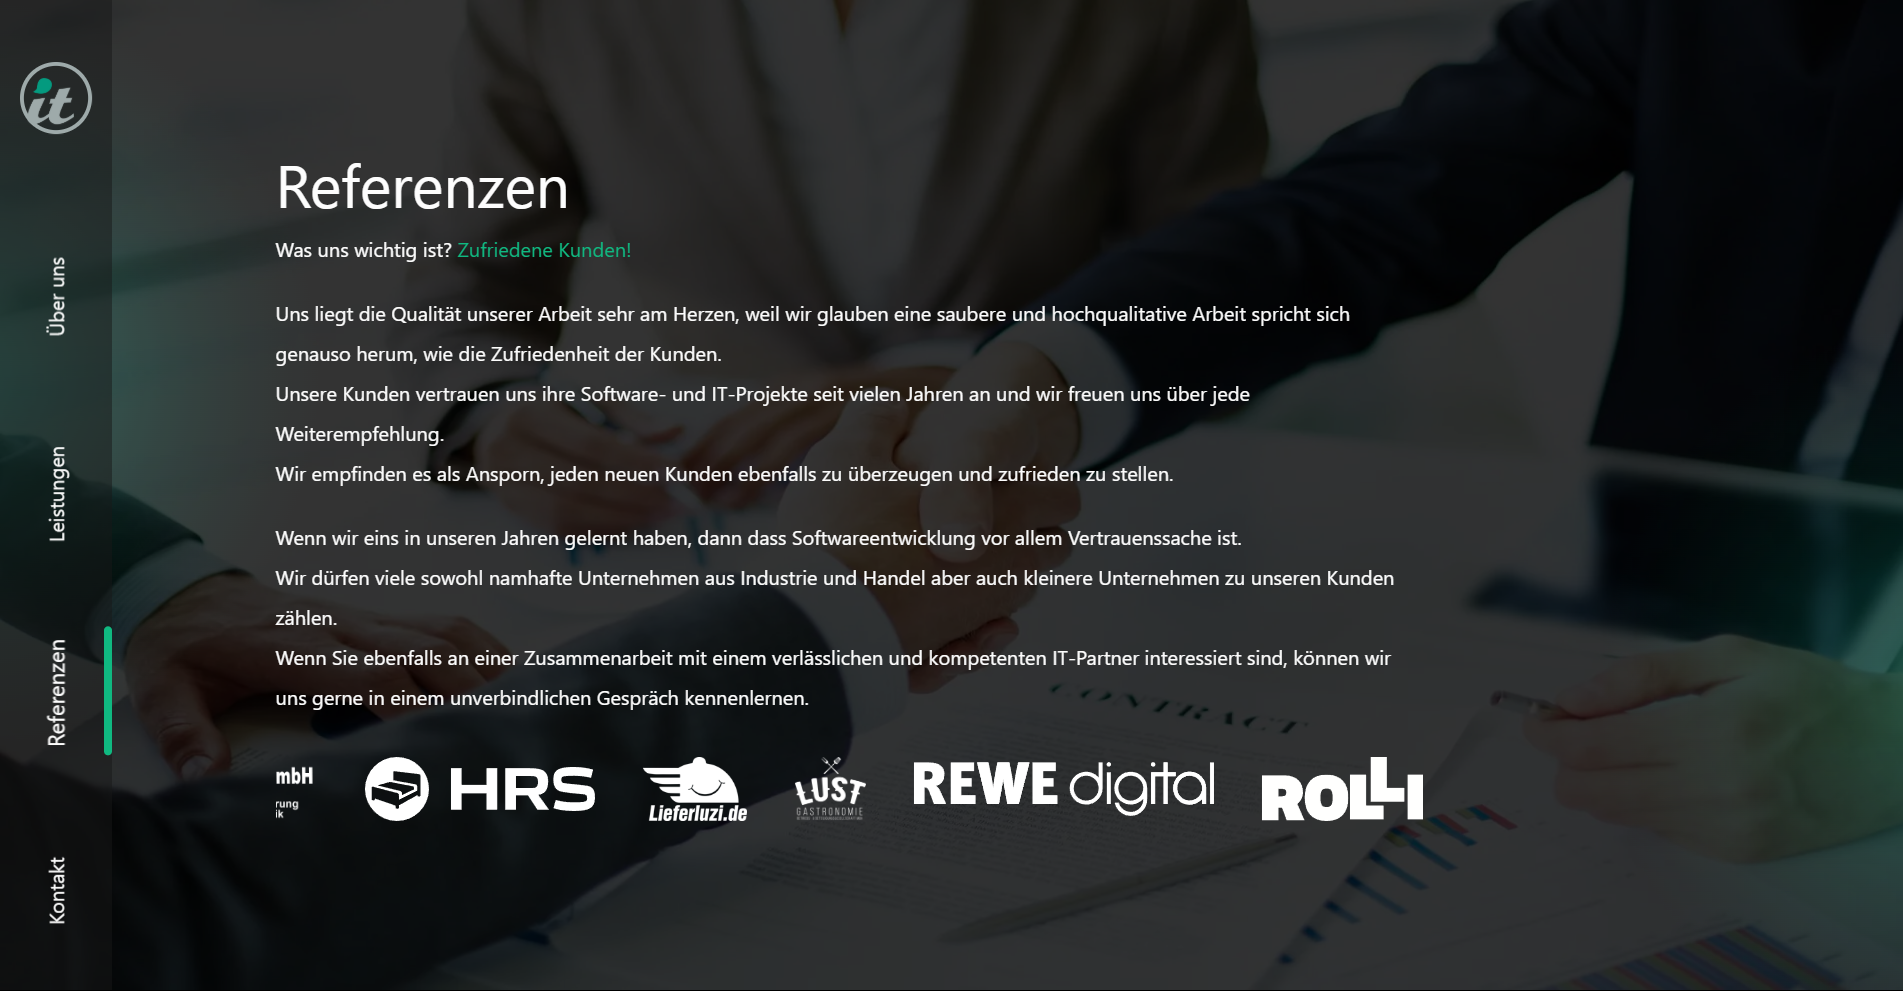 it
Über uns
Leistungen
Referenzen
Kontakt
Referenzen
Was uns wichtig ist? Zufriedene Kunden!
Uns liegt die Qualität unserer Arbeit sehr am Herzen, weil wir glauben eine saubere und hochqualitative Arbeit spricht sich
genauso herum, wie die Zufriedenheit der Kunden.
Unsere Kunden vertrauen uns ihre Software- und IT-Projekte seit vielen Jahren an und wir freuen uns über jede
Weiterempfehlung.
Wir empfinden es als Ansporn, jeden neuen Kunden ebenfalls zu überzeugen und zufrieden zu stellen.
Wenn wir eins in unseren Jahren gelernt haben, dann dass Softwareentwicklung vor allem Vertrauenssache ist.
Wir dürfen viele sowohl namhafte Unternehmen aus Industrie und Handel aber auch kleinere Unternehmen zu unseren Kunden
zählen.
Wenn Sie ebenfalls an einer Zusammenarbeit mit einem verlässlichen und kompetenten IT-Partner interessiert sind, können wir
uns gerne in einem unverbindlichen Gespräch kennenlernen.
CONTRACT
mbH
rung
ik
HRS
Lieferluzi.de
LUST
GASTRONOMIE
REWE digital
ROLLI